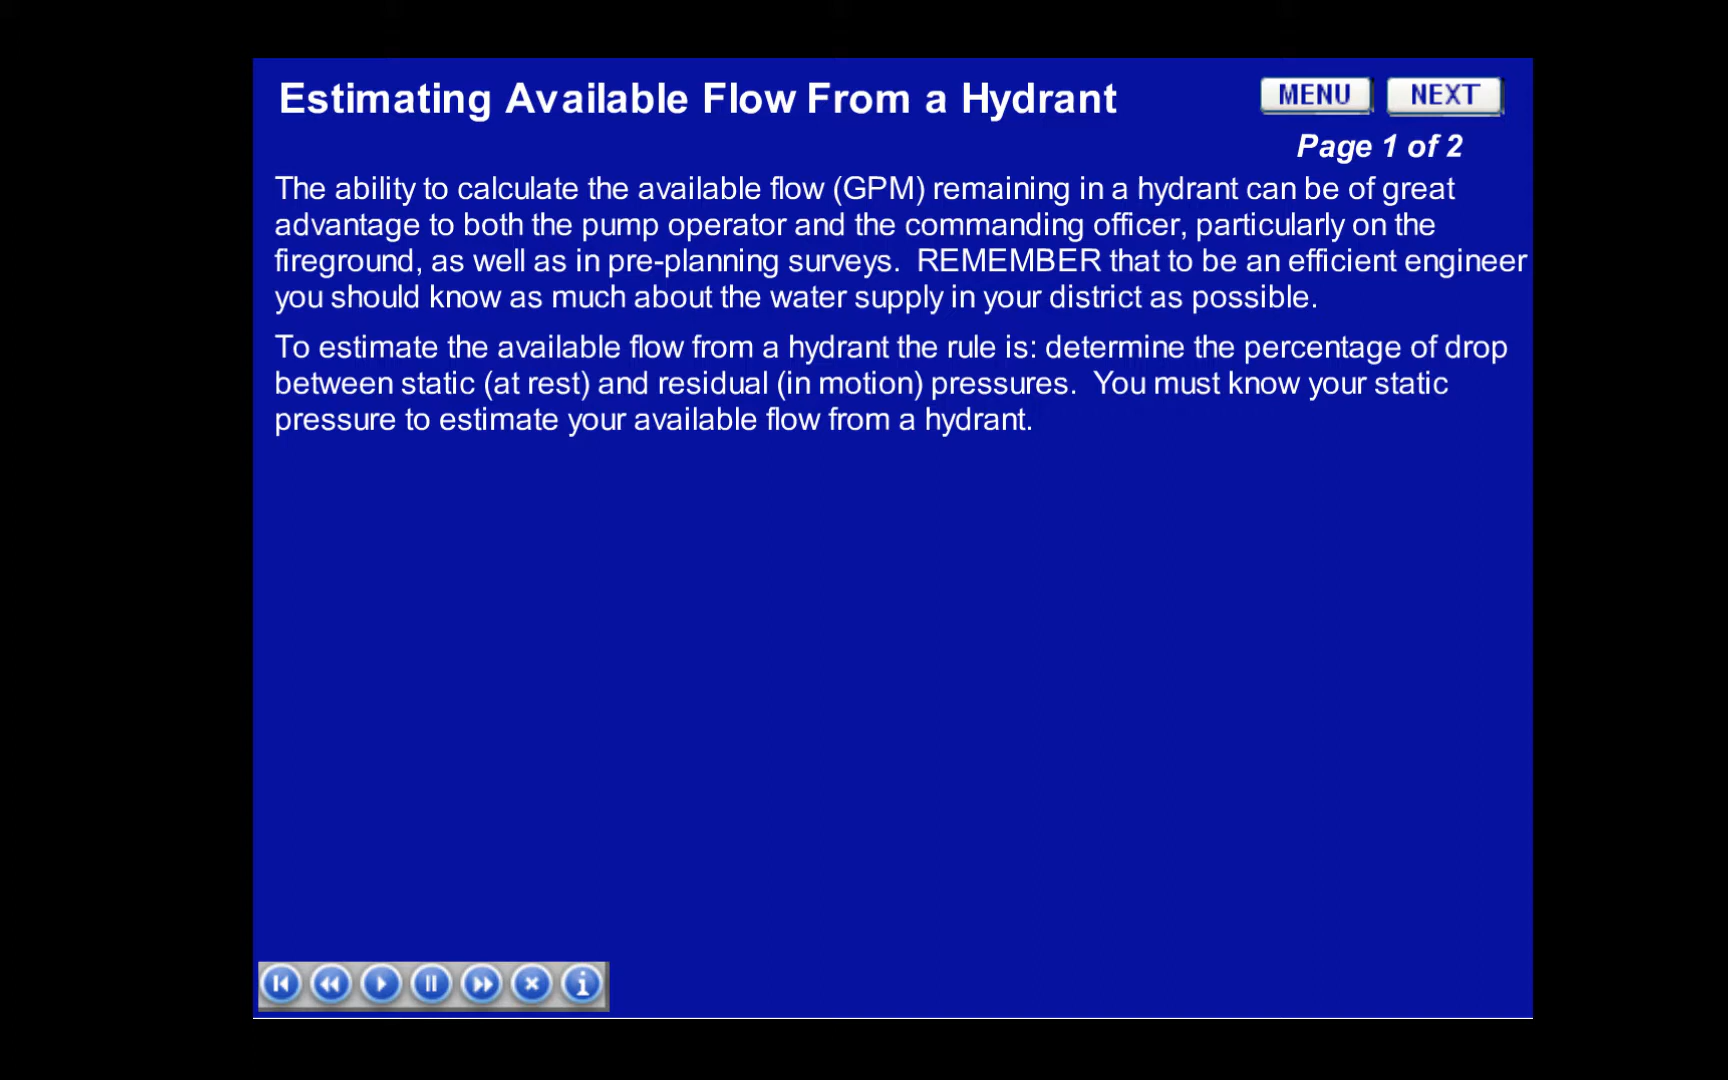 Estimating Available Flow From a Hydrant
MENU
NEXT
Page 1 of 2
The ability to calculate the available flow (GPM) remaining in a hydrant can be of great
advantage to both the pump operator and the commanding officer, particularly on the
fireground, as well as in pre-planning surveys.  REMEMBER that to be an efficient engineer
you should know as much about the water supply in your district as possible.
To estimate the available flow from a hydrant the rule is: determine the percentage of drop
between static (at rest) and residual (in motion) pressures.  You must know your static
pressure to estimate your available flow from a hydrant.